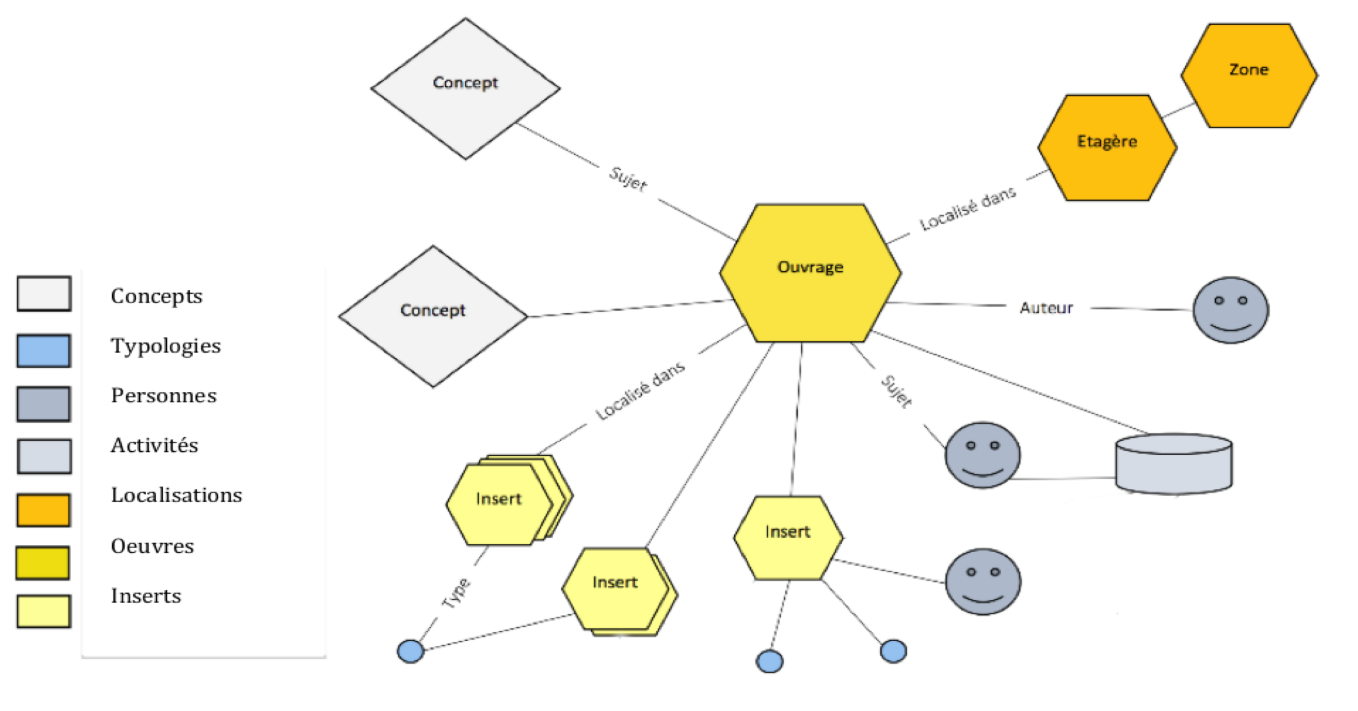 Concept
Zone
Etagère
Sujet
Localisé dans
Ouvrage
Concept
Auteur
Concepts
Typologies
Personnes
Activités
Localisations
Oeuvres
Inserts
Localisé dans
Sujet
Insert
Insert
Insert
Type